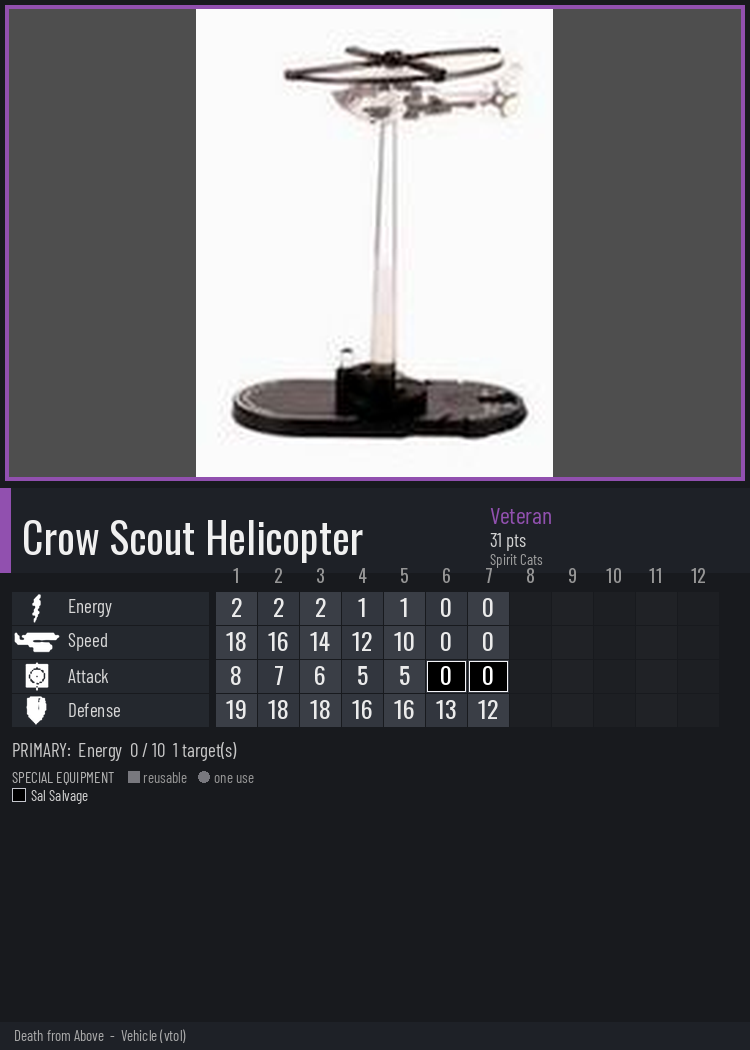 Crow Scout Helicopter
Veteran
31 pts
Spirit Cats
1 2 3 4 5 6 7 8 9 10 11 12
Energy 2 2 2 1 1 0 0
Speed 18 16 14 12 10 0 0
Attack 8 7 6 5 5 0 0
Defense 19 18 18 16 16 13 12
PRIMARY: Energy 0 / 10 1 target(s)
SPECIAL EQUIPMENT reusable one use
Sal Salvage
Death from Above - Vehicle (vtol)